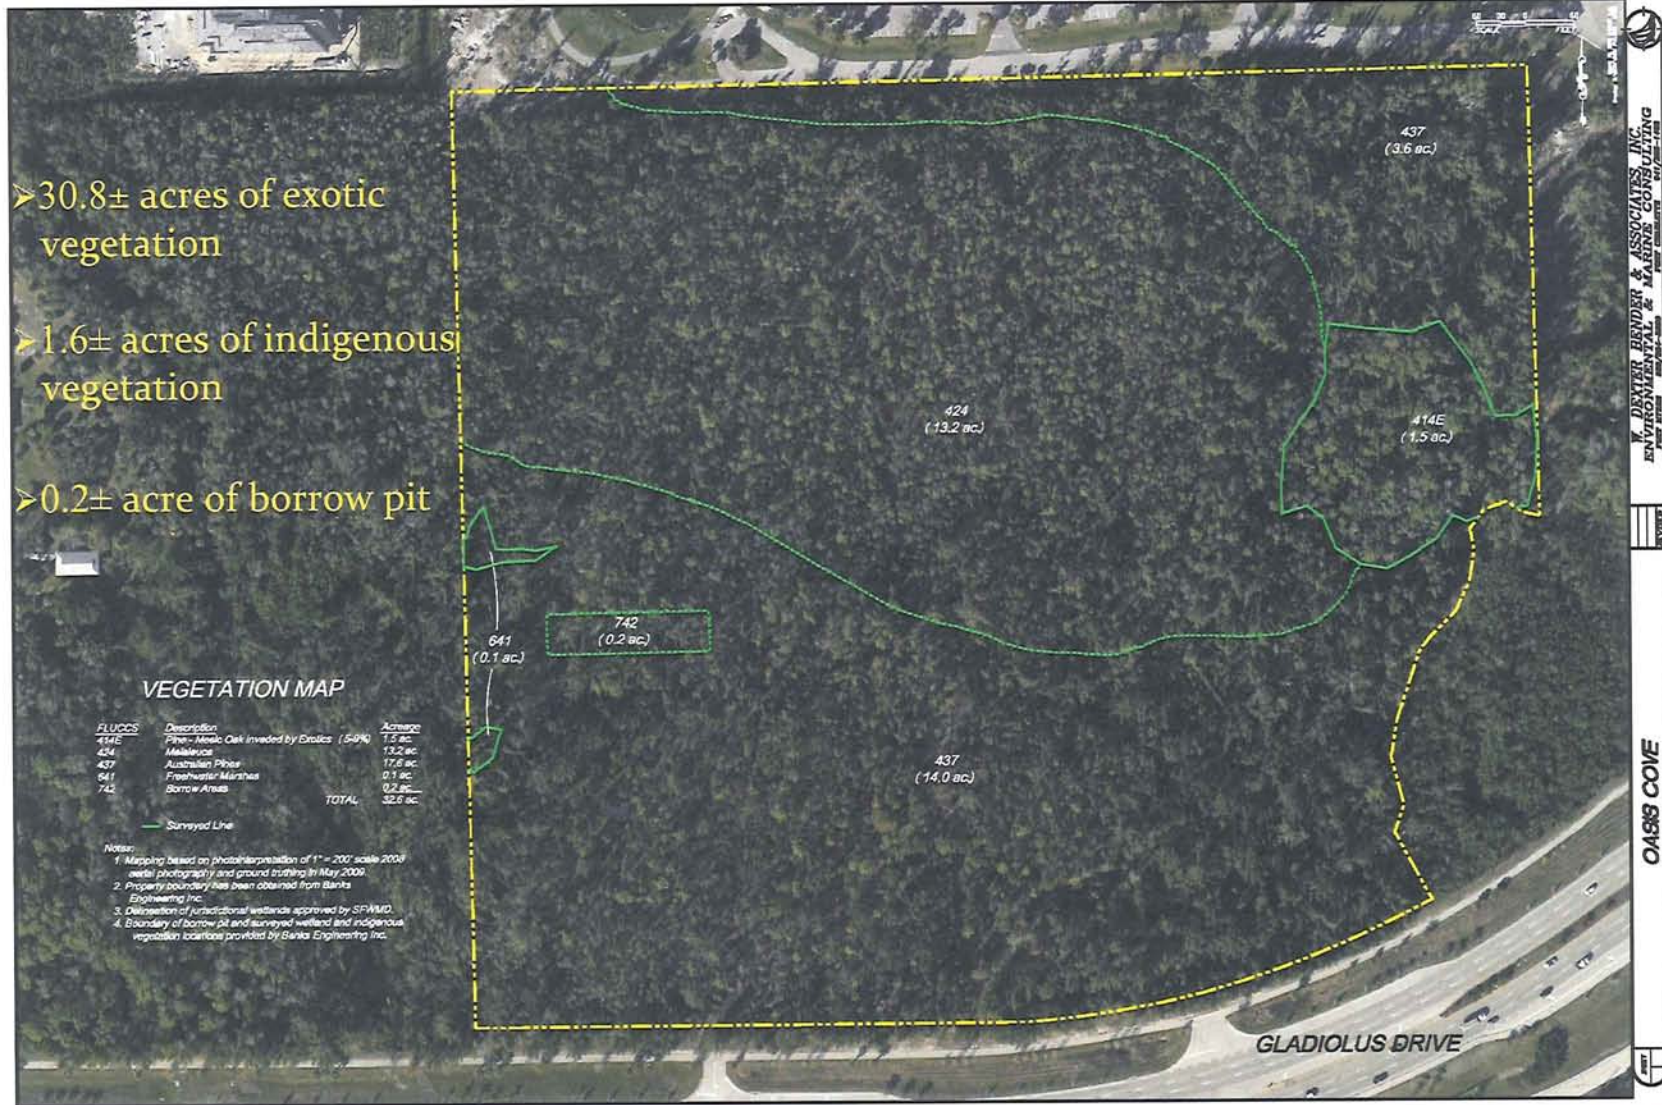 ➢30.8± acres of exotic
vegetation
➢1.6± acres of indigenous
vegetation
➢0.2± acre of borrow pit
437
(3.6 ac.)
424
(13.2 ac.)
414E
(1.5 ac.)
742
(0.2 ac.)
641
(0.1 ac.)
437
(14.0 ac.)
VEGETATION MAP
FLUCCS Description Acreage
414E Pine - Mesic Oak Invaded by Exotics 1.5 ac.
424 Melaleuca 13.2 ac.
437 Australian Pines 17.6 ac.
641 Freshwater Marshes 0.1 ac.
742 Borrow Areas 0.2 ac.
TOTAL 32.6 ac.
Surveyed Line
Notes:
1. Mapping based on photointerpretation of 1" = 200' scale 2008
aerial photography and ground truthing in May 2009.
2. Property boundary has been obtained from Banks
Engineering Inc.
3. Delineation of jurisdictional wetlands approved by SFWMD.
4. Boundary of borrow pit and surveyed wetland and indigenous
vegetation locations provided by Banks Engineering Inc.
GLADIOLUS DRIVE
SCALE FEET
W. DEXTER BENDER & ASSOCIATES, INC.
ENVIRONMENTAL & MARINE CONSULTING
OASIS COVE